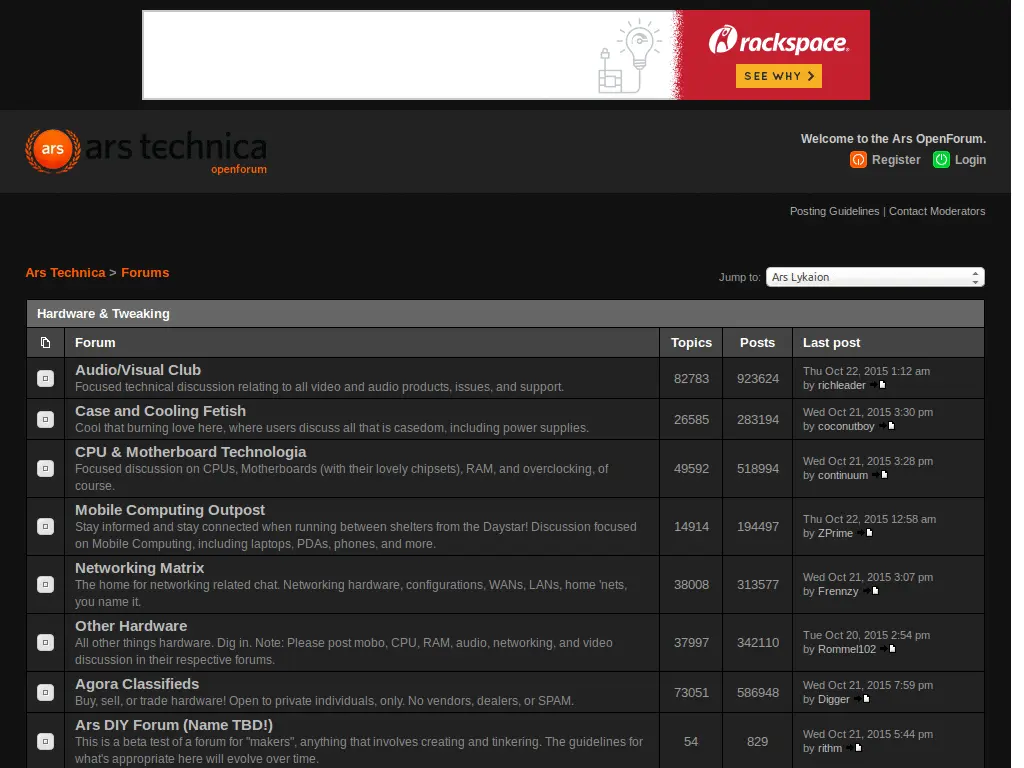 rackspace.
SEE WHY
ars
ars technica
openforum
Welcome to the Ars OpenForum.
Register Login
Posting Guidelines | Contact Moderators
Ars Technica > Forums
Jump to: Ars Lykaion
Hardware & Tweaking
Forum Topics Posts Last post
Audio/Visual Club
Focused technical discussion relating to all video and audio products, issues, and support.
82783 923624
Thu Oct 22, 2015 1:12 am
by richleader
Case and Cooling Fetish
Cool that burning love here, where users discuss all that is casedom, including power supplies.
26585 283194
Wed Oct 21, 2015 3:30 pm
by coconutboy
CPU & Motherboard Technologia
Focused discussion on CPUs, Motherboards (with their lovely chipsets), RAM, and overclocking, of
course.
49592 518994
Wed Oct 21, 2015 3:28 pm
by continuum
Mobile Computing Outpost
Stay informed and stay connected when running between shelters from the Daystar! Discussion focused
on Mobile Computing, including laptops, PDAs, phones, and more.
14914 194497
Thu Oct 22, 2015 12:58 am
by ZPrime
Networking Matrix
The home for networking related chat. Networking hardware, configurations, WANs, LANs, home 'nets,
you name it.
38008 313577
Wed Oct 21, 2015 3:07 pm
by Frennzy
Other Hardware
All other things hardware. Dig in. Note: Please post mobo, CPU, RAM, audio, networking, and video
discussion in their respective forums.
37997 342110
Tue Oct 20, 2015 2:54 pm
by Rommel102
Agora Classifieds
Buy, sell, or trade hardware! Open to private individuals, only. No vendors, dealers, or SPAM.
73051 586948
Wed Oct 21, 2015 7:59 pm
by Digger
Ars DIY Forum (Name TBD!)
This is a beta test of a forum for "makers", anything that involves creating and tinkering. The guidelines for
what's appropriate here will evolve over time.
54 829
Wed Oct 21, 2015 5:44 pm
by rithm